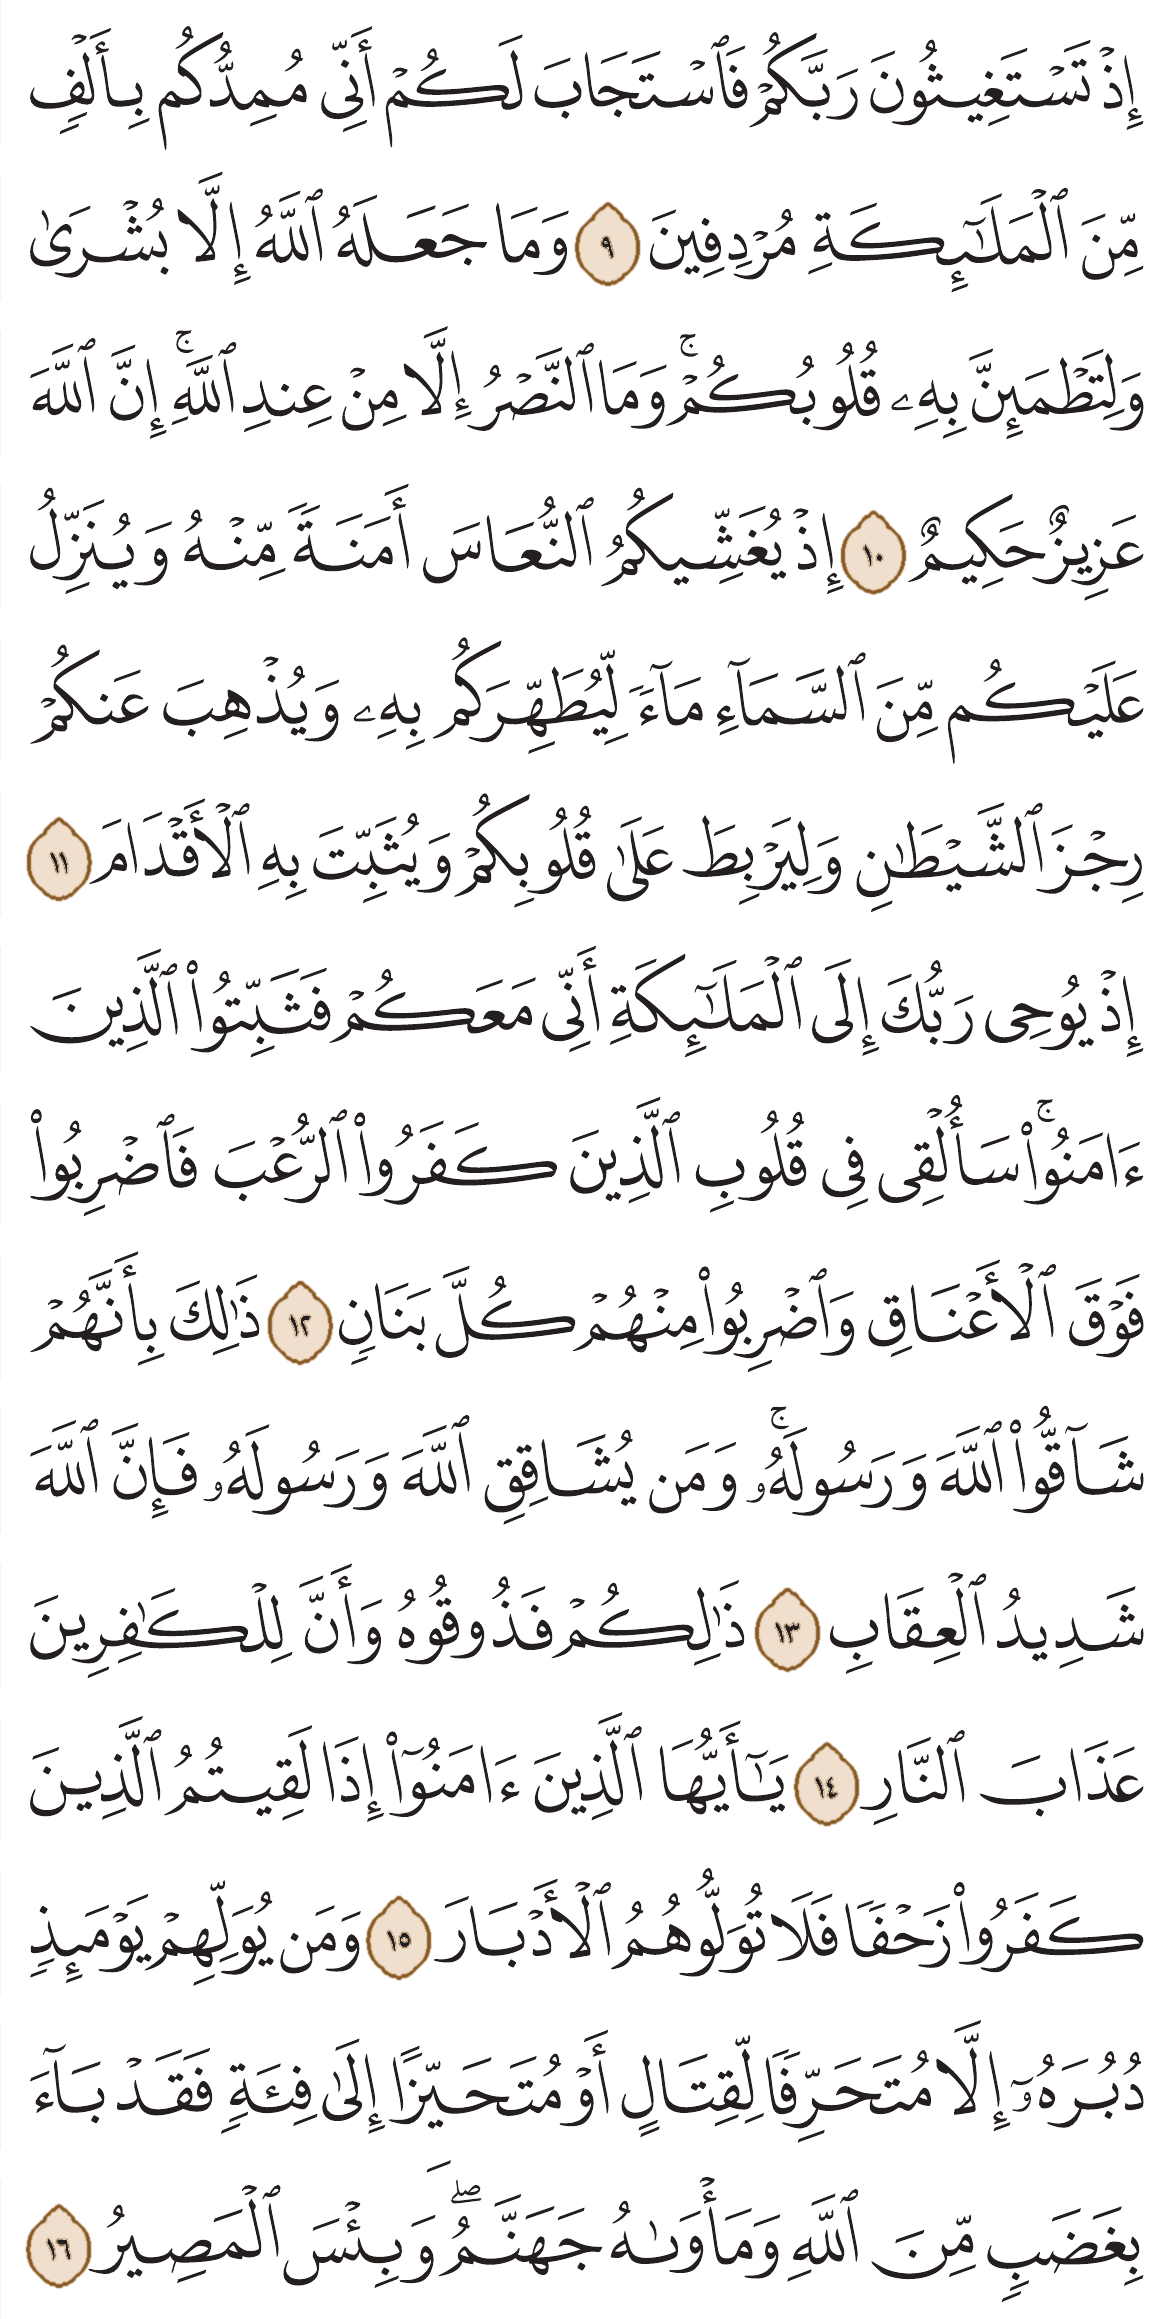 إِذْ تَسْتَغِيثُونَ رَبَّكُمْ فَٱسْتَجَابَ لَكُمْ أَنِّى مُمِدُّكُم بِأَلْفٍ
مِّنَ ٱلْمَلَٰٓئِكَةِ مُرْدِفِينَ ٩ وَمَا جَعَلَهُ ٱللَّهُ إِلَّا بُشْرَىٰ
وَلِتَطْمَئِنَّ بِهِۦ قُلُوبُكُمْ ۚ وَمَا ٱلنَّصْرُ إِلَّا مِنْ عِندِ ٱللَّهِ ۚ إِنَّ ٱللَّهَ
عَزِيزٌ حَكِيمٌ ١٠ إِذْ يُغَشِّيكُمُ ٱلنُّعَاسَ أَمَنَةً مِّنْهُ وَيُنَزِّلُ
عَلَيْكُم مِّنَ ٱلسَّمَآءِ مَآءً لِّيُطَهِّرَكُم بِهِۦ وَيُذْهِبَ عَنكُمْ
رِجْزَ ٱلشَّيْطَٰنِ وَلِيَرْبِطَ عَلَىٰ قُلُوبِكُمْ وَيُثَبِّتَ بِهِ ٱلْأَقْدَامَ ١١
إِذْ يُوحِى رَبُّكَ إِلَى ٱلْمَلَٰٓئِكَةِ أَنِّى مَعَكُمْ فَثَبِّتُوا۟ ٱلَّذِينَ
ءَامَنُوا۟ ۚ سَأُلْقِى فِى قُلُوبِ ٱلَّذِينَ كَفَرُوا۟ ٱلرُّعْبَ فَٱضْرِبُوا۟
فَوْقَ ٱلْأَعْنَاقِ وَٱضْرِبُوا۟ مِنْهُمْ كُلَّ بَنَانٍ ١٢ ذَٰلِكَ بِأَنَّهُمْ
شَآقُّوا۟ ٱللَّهَ وَرَسُولَهُۥ ۚ وَمَن يُشَاقِقِ ٱللَّهَ وَرَسُولَهُۥ فَإِنَّ ٱللَّهَ
شَدِيدُ ٱلْعِقَابِ ١٣ ذَٰلِكُمْ فَذُوقُوهُ وَأَنَّ لِلْكَٰفِرِينَ
عَذَابَ ٱلنَّارِ ١٤ يَٰٓأَيُّهَا ٱلَّذِينَ ءَامَنُوٓا۟ إِذَا لَقِيتُمُ ٱلَّذِينَ
كَفَرُوا۟ زَحْفًا فَلَا تُوَلُّوهُمُ ٱلْأَدْبَارَ ١٥ وَمَن يُوَلِّهِمْ يَوْمَئِذٍ
دُبُرَهُۥٓ إِلَّا مُتَحَرِّفًا لِّقِتَالٍ أَوْ مُتَحَيِّزًا إِلَىٰ فِئَةٍ فَقَدْ بَآءَ
بِغَضَبٍ مِّنَ ٱللَّهِ وَمَأْوَىٰهُ جَهَنَّمُ ۖ وَبِئْسَ ٱلْمَصِيرُ ١٦